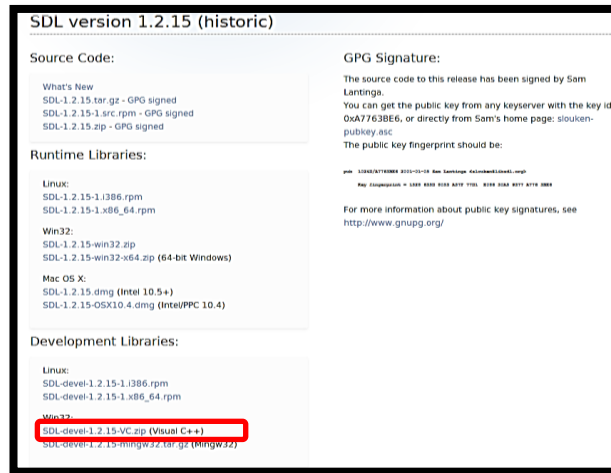 SDL version 1.2.15 (historic)
Source Code:
What's New
SDL-1.2.15.tar.gz - GPG signed
SDL-1.2.15-1.src.rpm - GPG signed
SDL-1.2.15.zip - GPG signed
Runtime Libraries:
Linux:
SDL-1.2.15-1.i386.rpm
SDL-1.2.15-1.x86_64.rpm
Win32:
SDL-1.2.15-win32.zip
SDL-1.2.15-win32-x64.zip (64-bit Windows)
Mac OS X:
SDL-1.2.15.dmg (Intel 10.5+)
SDL-1.2.15-OSX10.4.dmg (Intel/PPC 10.4)
Development Libraries:
Linux:
SDL-devel-1.2.15-1.i386.rpm
SDL-devel-1.2.15-1.x86_64.rpm
Win32:
SDL-devel-1.2.15-VC.zip (Visual C++)
SDL-devel-1.2.15-mingw32.tar.gz (Mingw32)
GPG Signature:
The source code to this release has been signed by Sam
Lantinga.
You can get the public key from any keyserver with the key id
0xA7763BE6, or directly from Sam's home page: slouken-
pubkey.asc
The public key fingerprint should be:
Key fingerprint =
For more information about public key signatures, see
http://www.gnupg.org/